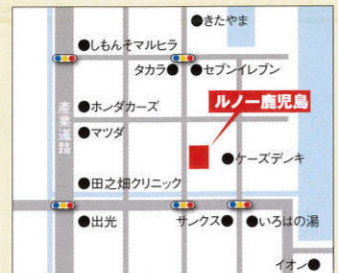 ●きたやま
●しもんそマルヒラ
タカラ●
●セブンイレブン
ルノー鹿児島
●ホンダカーズ
産業道路
●マツダ
●ケーズデンキ
●田之畑クリニック
●出光
サンクス●
●いろはの湯
イオン●